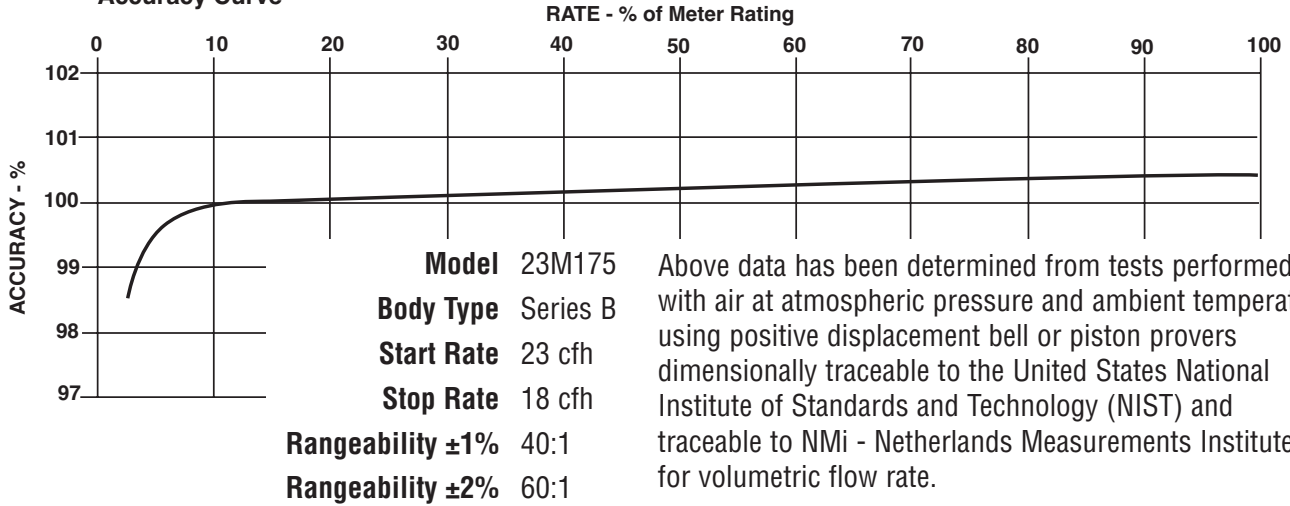 Accuracy Curve
RATE - % of Meter Rating
0 10 20 30 40 50 60 70 80 90 100
102
101
100
99
98
97
ACCURACY - %
Model 23M175
Body Type Series B
Start Rate 23 cfh
Stop Rate 18 cfh
Rangeability ±1% 40:1
Rangeability ±2% 60:1
Above data has been determined from tests performed
with air at atmospheric pressure and ambient temperat
using positive displacement bell or piston provers
dimensionally traceable to the United States National
Institute of Standards and Technology (NIST) and
traceable to NMi - Netherlands Measurements Institute
for volumetric flow rate.